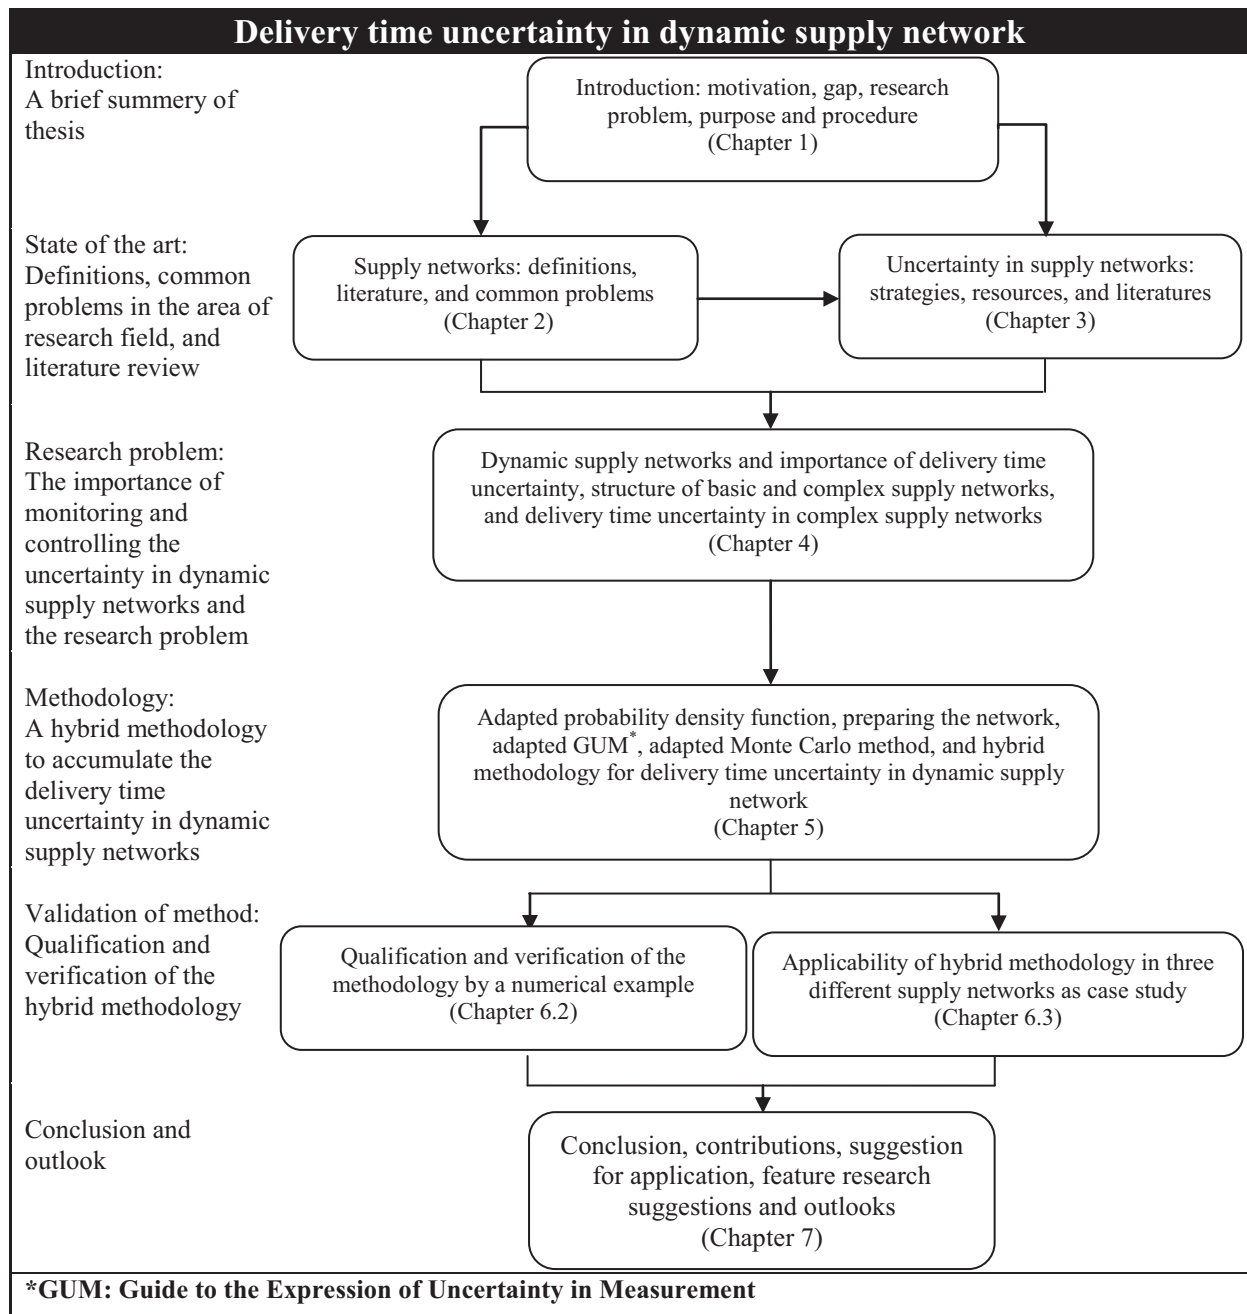 Delivery time uncertainty in dynamic supply network
Introduction:
A brief summery of
thesis
Introduction: motivation, gap, research
problem, purpose and procedure
(Chapter 1)
State of the art:
Definitions, common
problems in the area of
research field, and
literature review
Supply networks: definitions,
literature, and common problems
(Chapter 2)
Uncertainty in supply networks:
strategies, resources, and literatures
(Chapter 3)
Research problem:
The importance of
monitoring and
controlling the
uncertainty in dynamic
supply networks and
the research problem
Dynamic supply networks and importance of delivery time
uncertainty, structure of basic and complex supply networks,
and delivery time uncertainty in complex supply networks
(Chapter 4)
Methodology:
A hybrid methodology
to accumulate the
delivery time
uncertainty in dynamic
supply networks
Adapted probability density function, preparing the network,
adapted GUM*, adapted Monte Carlo method, and hybrid
methodology for delivery time uncertainty in dynamic supply
network
(Chapter 5)
Validation of method:
Qualification and
verification of the
hybrid methodology
Qualification and verification of the
methodology by a numerical example
(Chapter 6.2)
Applicability of hybrid methodology in three
different supply networks as case study
(Chapter 6.3)
Conclusion and
outlook
Conclusion, contributions, suggestion
for application, feature research
suggestions and outlooks
(Chapter 7)
*GUM: Guide to the Expression of Uncertainty in Measurement